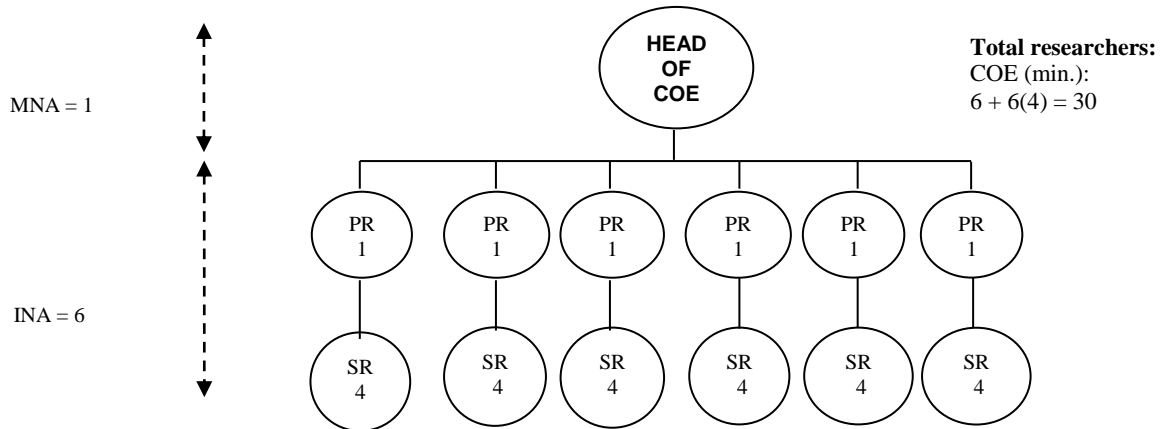 HEAD
OF
COE
Total researchers:
COE (min.):
6 + 6(4) = 30
MNA = 1
PR
1
PR
1
PR
1
PR
1
PR
1
PR
1
INA = 6
SR
4
SR
4
SR
4
SR
4
SR
4
SR
4